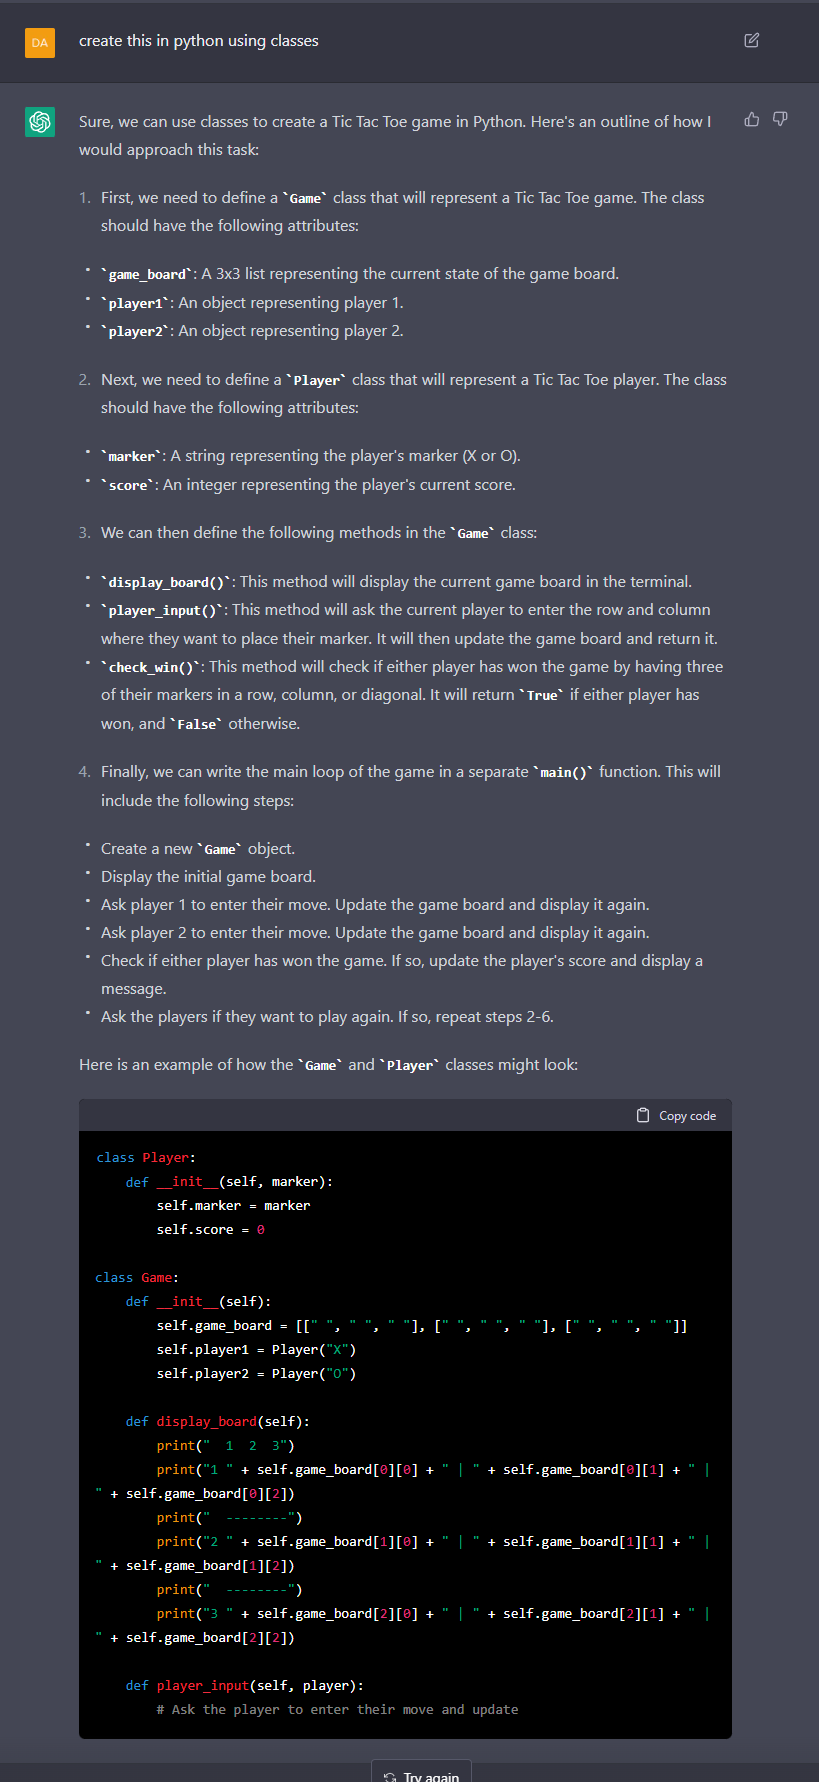 DA
create this in python using classes
Sure, we can use classes to create a Tic Tac Toe game in Python. Here's an outline of how I
would approach this task:
1. First, we need to define a `Game` class that will represent a Tic Tac Toe game. The class
should have the following attributes:
• `game_board`: A 3x3 list representing the current state of the game board.
• `player1`: An object representing player 1.
• `player2`: An object representing player 2.
2. Next, we need to define a `Player` class that will represent a Tic Tac Toe player. The class
should have the following attributes:
• `marker`: A string representing the player's marker (X or O).
• `score`: An integer representing the player's current score.
3. We can then define the following methods in the `Game` class:
• `display_board()`: This method will display the current game board in the terminal.
• `player_input()`: This method will ask the current player to enter the row and column
where they want to place their marker. It will then update the game board and return it.
• `check_win()`: This method will check if either player has won the game by having three
of their markers in a row, column, or diagonal. It will return `True` if either player has
won, and `False` otherwise.
4. Finally, we can write the main loop of the game in a separate `main()` function. This will
include the following steps:
• Create a new `Game` object.
• Display the initial game board.
• Ask player 1 to enter their move. Update the game board and display it again.
• Ask player 2 to enter their move. Update the game board and display it again.
• Check if either player has won the game. If so, update the player's score and display a
message.
• Ask the players if they want to play again. If so, repeat steps 2-6.
Here is an example of how the `Game` and `Player` classes might look:
Copy code
class Player:
    def __init__(self, marker):
        self.marker = marker
        self.score = 0
class Game:
    def __init__(self):
        self.game_board = [[" ", " ", " "], [" ", " ", " "], [" ", " ", " "]]
        self.player1 = Player("X")
        self.player2 = Player("O")
    def display_board(self):
        print("  1  2  3")
        print("1 " + self.game_board[0][0] + " | " + self.game_board[0][1] + " |
" + self.game_board[0][2])
        print("  --------")
        print("2 " + self.game_board[1][0] + " | " + self.game_board[1][1] + " |
" + self.game_board[1][2])
        print("  --------")
        print("3 " + self.game_board[2][0] + " | " + self.game_board[2][1] + " |
" + self.game_board[2][2])
    def player_input(self, player):
        # Ask the player to enter their move and update
Try again